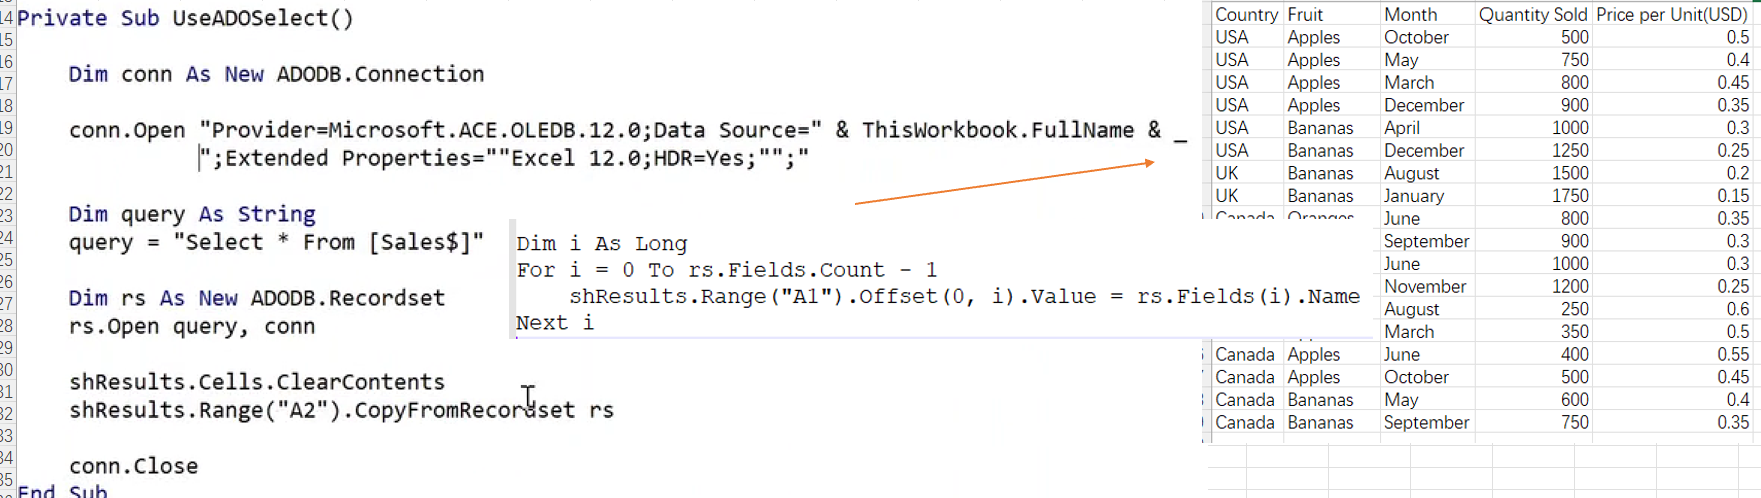 14 Private Sub UseADOSelect()
15
16 Dim conn As New ADODB.Connection
17
18
19 conn.Open "Provider=Microsoft.ACE.OLEDB.12.0;Data Source=" & ThisWorkbook.FullName & _
20 ";Extended Properties=""Excel 12.0;HDR=Yes;"";"
21
22
23 Dim query As String
24 query = "Select * From [Sales$]"
25
26 Dim rs As New ADODB.Recordset
27
28 rs.Open query, conn
29
30
31 shResults.Cells.ClearContents
32 shResults.Range("A2").CopyFromRecordset rs
33
34 conn.Close
35 End Sub
Dim i As Long
For i = 0 To rs.Fields.Count - 1
shResults.Range("A1").Offset(0, i).Value = rs.Fields(i).Name
Next i
Country Fruit Month Quantity Sold Price per Unit(USD)
USA Apples October 500 0.5
USA Apples May 750 0.4
USA Apples March 800 0.45
USA Apples December 900 0.35
USA Bananas April 1000 0.3
USA Bananas December 1250 0.25
UK Bananas August 1500 0.2
UK Bananas January 1750 0.15
Canada Oranges June 800 0.35
September 900 0.3
June 1000 0.3
November 1200 0.25
August 250 0.6
March 350 0.5
Canada Apples June 400 0.55
Canada Apples October 500 0.45
Canada Bananas May 600 0.4
Canada Bananas September 750 0.35